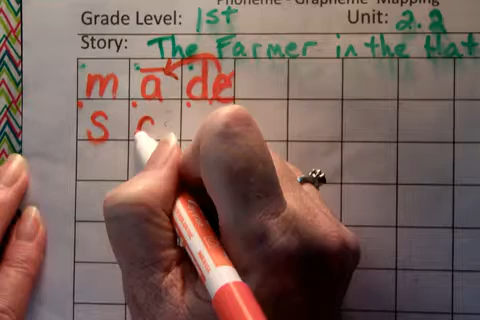 Phoneme - Grapheme Mapping
Grade Level: 1st Unit: 2.2
Story: The Farmer in the Hat
m a de
s